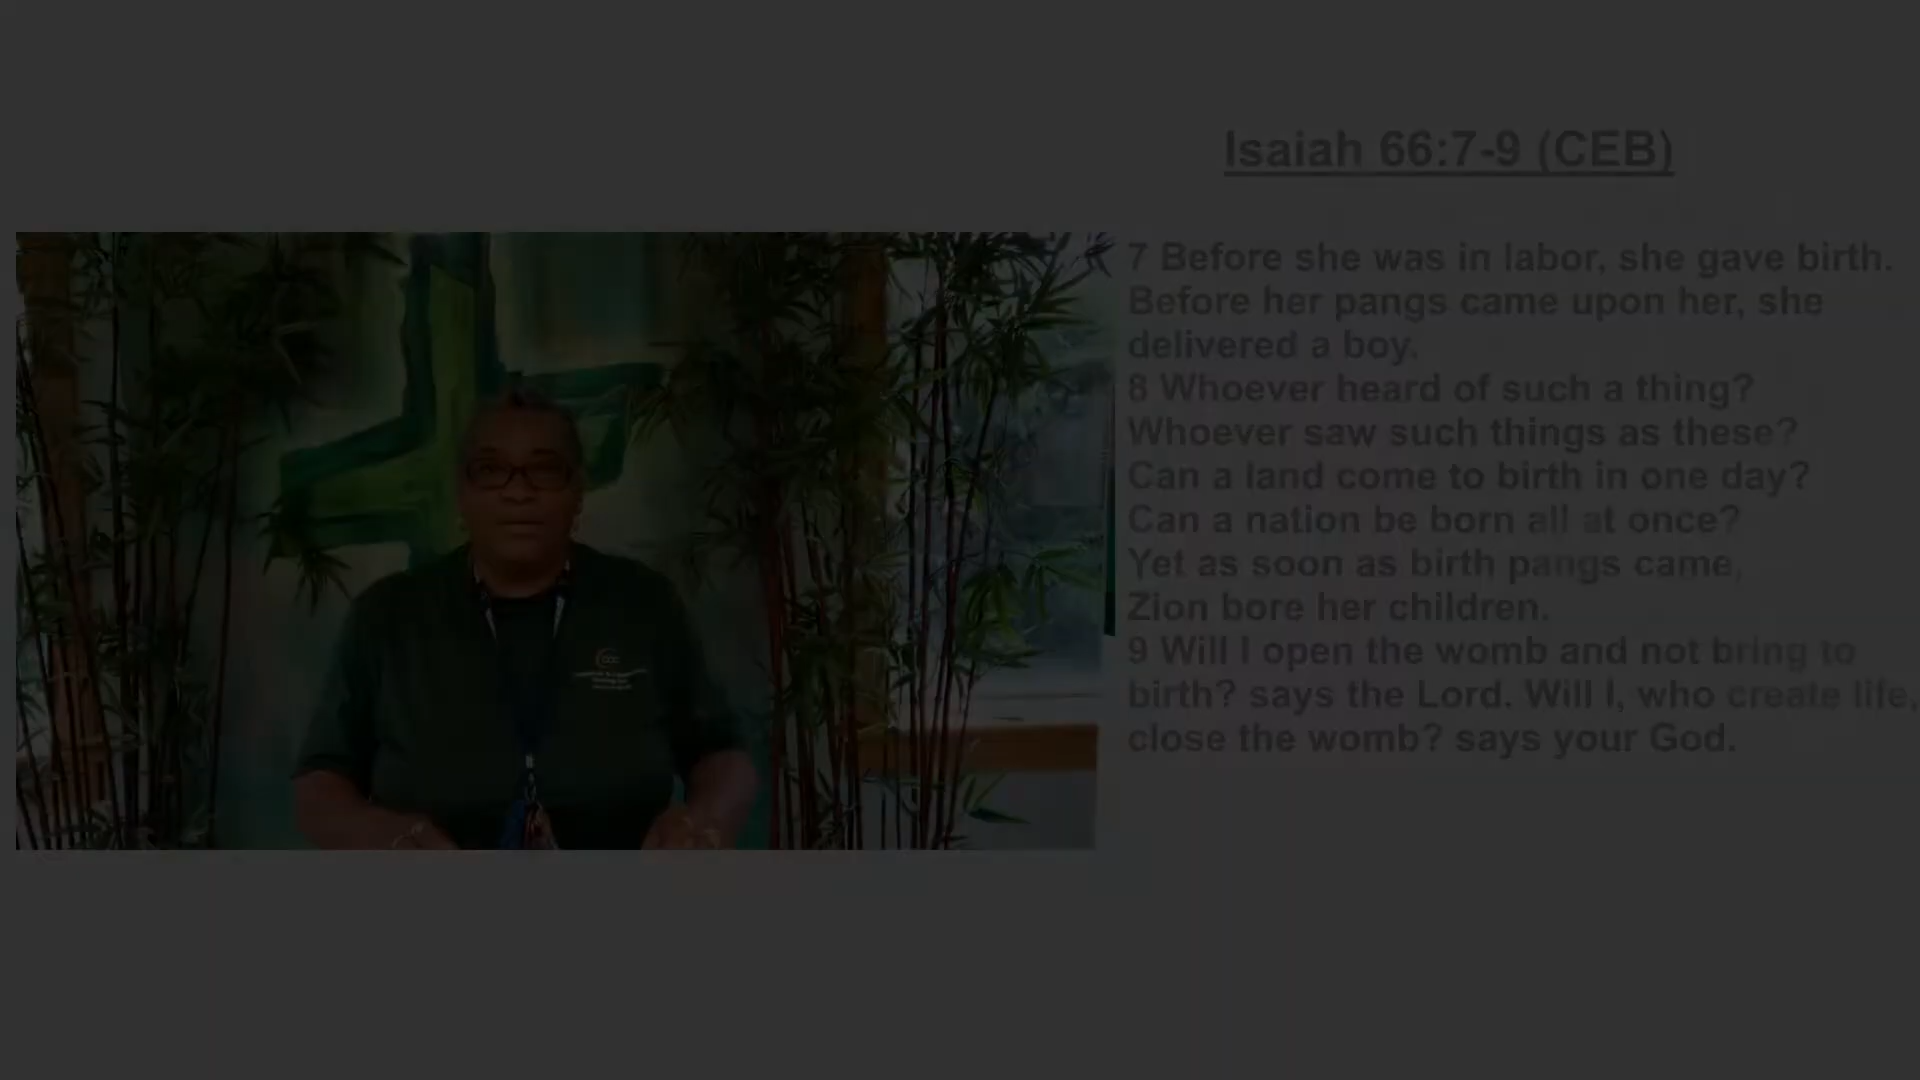 Isaiah 66:7-9 (CEB)
7 Before she was in labor, she gave birth.
Before her pangs came upon her, she
delivered a boy.
8 Whoever heard of such a thing?
Whoever saw such things as these?
Can a land come to birth in one day?
Can a nation be born all at once?
Yet as soon as birth pangs came,
Zion bore her children.
9 Will I open the womb and not bring to
birth? says the Lord. Will I, who create life,
close the womb? says your God.